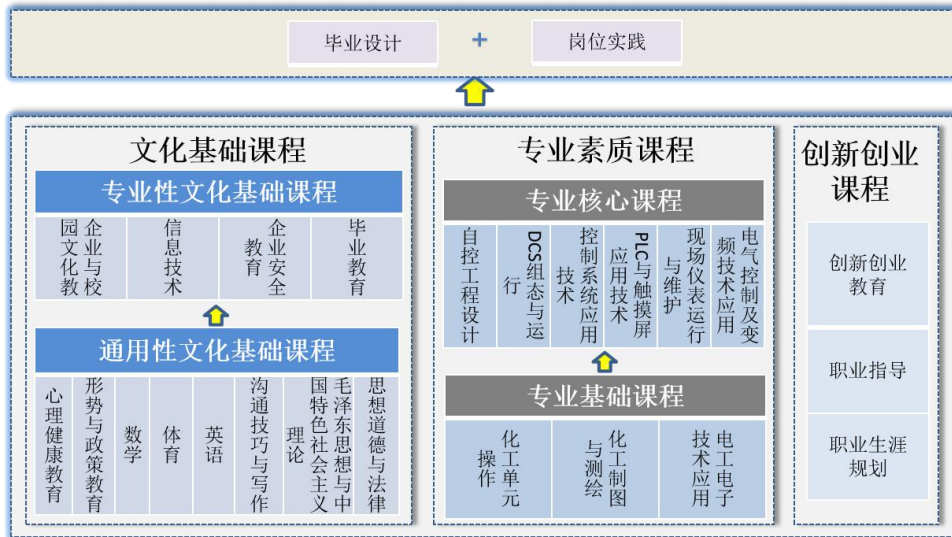 毕业设计
+
岗位实践
文化基础课程
专业性文化基础课程
企业与校
园文化教
信息技术
企业安全
教育
毕业教育
通用性文化基础课程
心理健康教育
形势与政策教育
数学
体育
英语
沟通技巧与写作
毛泽东思想与中
国特色社会主义
理论
思想道德与法律
专业素质课程
专业核心课程
自控工程设计
DCS组态与运
行
控制系统应用
技术
PLC与触摸屏
应用技术
现场仪表运行
与维护
电气控制及变
频技术应用
专业基础课程
化工单元
操作
化工制图
与测绘
电工电子
技术应用
创新创业
课程
创新创业
教育
职业指导
职业生涯
规划